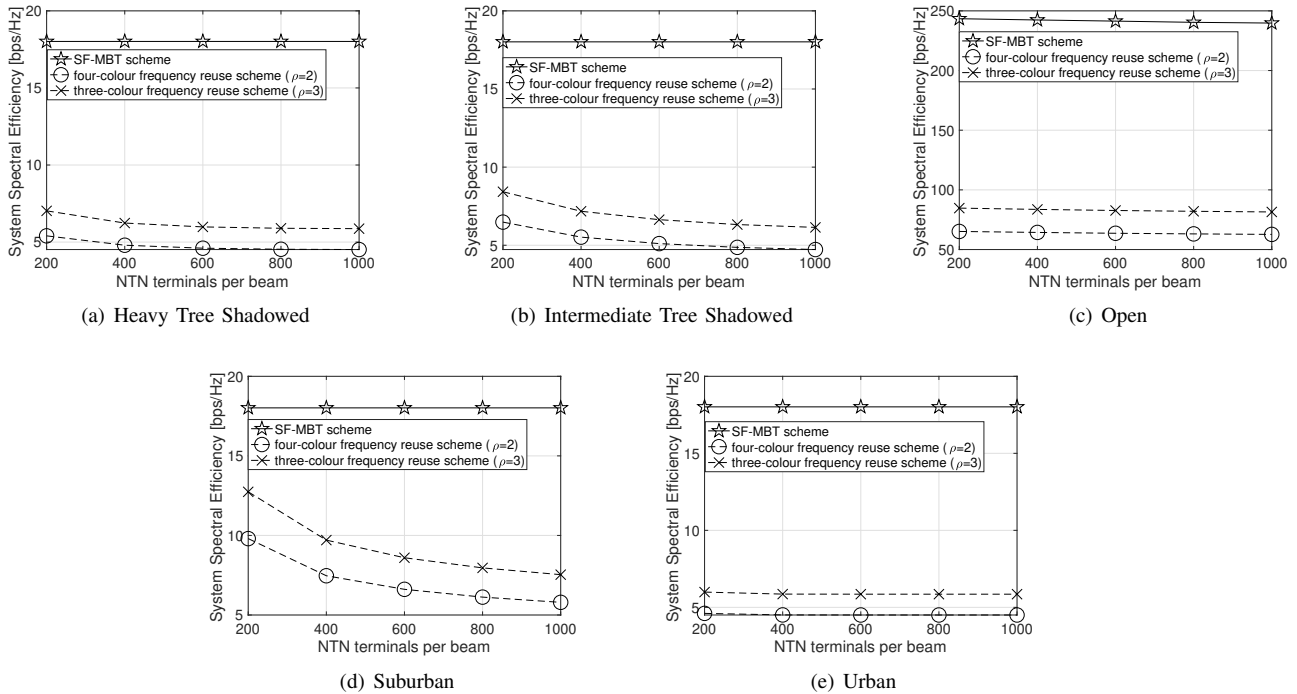 20
15
10
5
System Spectral Efficiency [bps/Hz]
SF-MBT scheme
four-colour frequency reuse scheme (ρ=2)
three-colour frequency reuse scheme (ρ=3)
200 400 600 800 1000
NTN terminals per beam
(a) Heavy Tree Shadowed
20
15
10
5
System Spectral Efficiency [bps/Hz]
SF-MBT scheme
four-colour frequency reuse scheme (ρ=2)
three-colour frequency reuse scheme (ρ=3)
200 400 600 800 1000
NTN terminals per beam
(b) Intermediate Tree Shadowed
250
200
150
100
50
System Spectral Efficiency [bps/Hz]
SF-MBT scheme
four-colour frequency reuse scheme (ρ=2)
three-colour frequency reuse scheme (ρ=3)
200 400 600 800 1000
NTN terminals per beam
(c) Open
20
15
10
5
System Spectral Efficiency [bps/Hz]
SF-MBT scheme
four-colour frequency reuse scheme (ρ=2)
three-colour frequency reuse scheme (ρ=3)
200 400 600 800 1000
NTN terminals per beam
(d) Suburban
20
15
10
5
System Spectral Efficiency [bps/Hz]
SF-MBT scheme
four-colour frequency reuse scheme (ρ=2)
three-colour frequency reuse scheme (ρ=3)
200 400 600 800 1000
NTN terminals per beam
(e) Urban